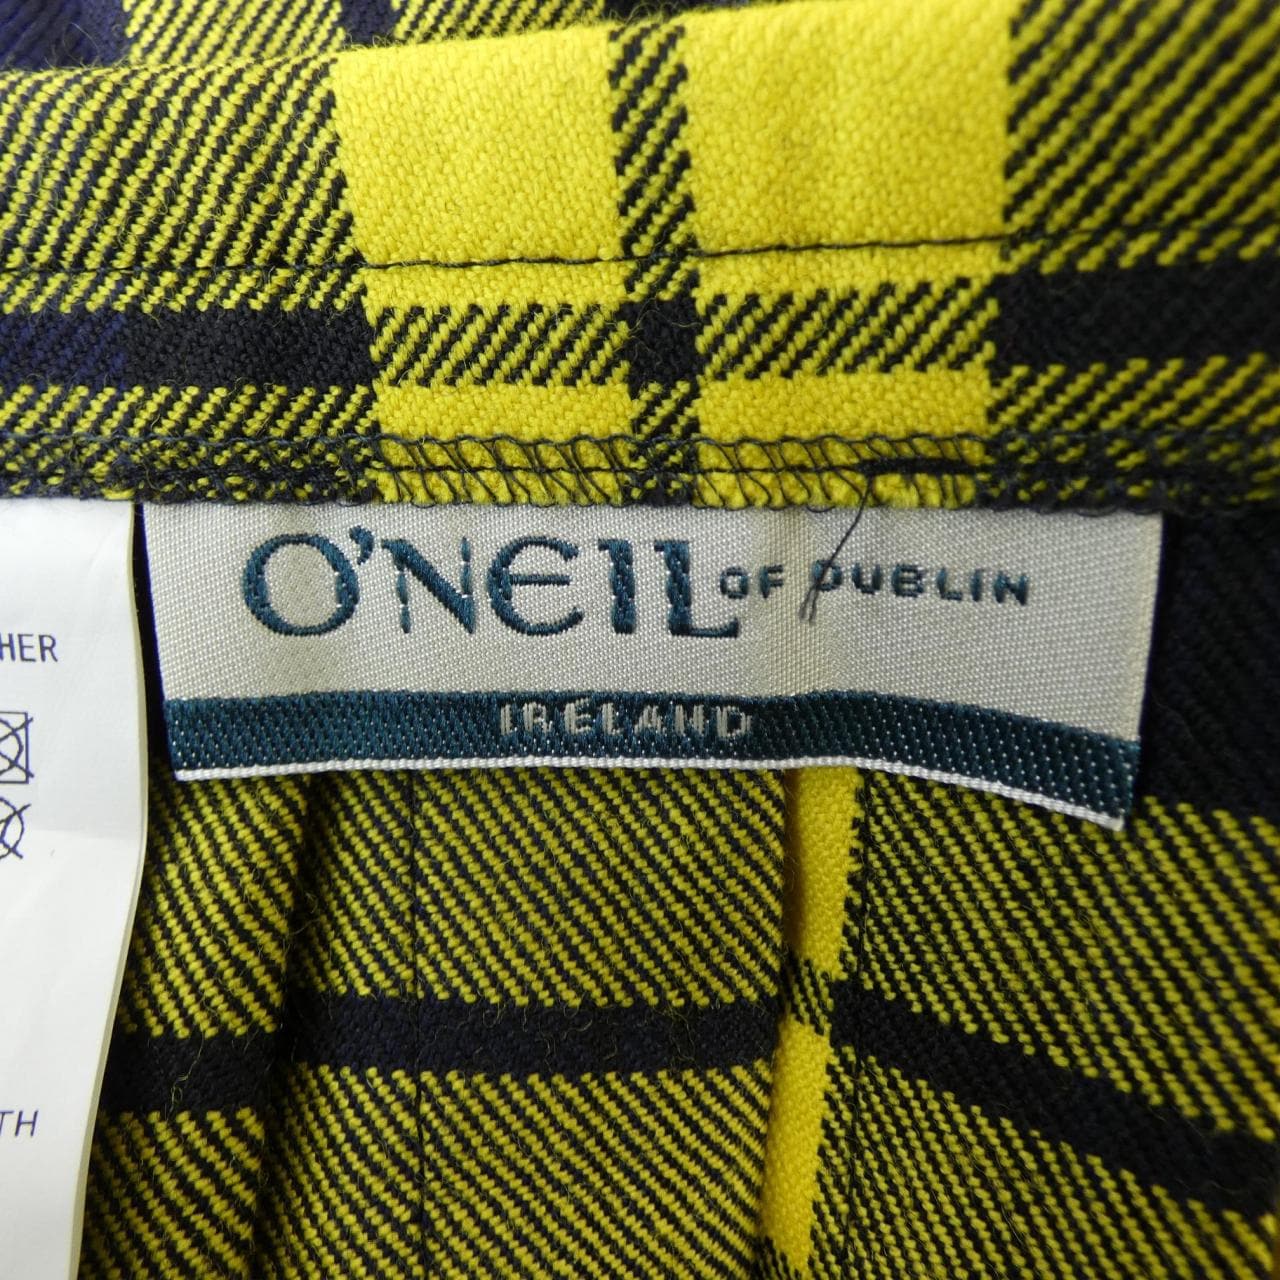 O'NEIL OF DUBLIN
IRELAND
HER
TH